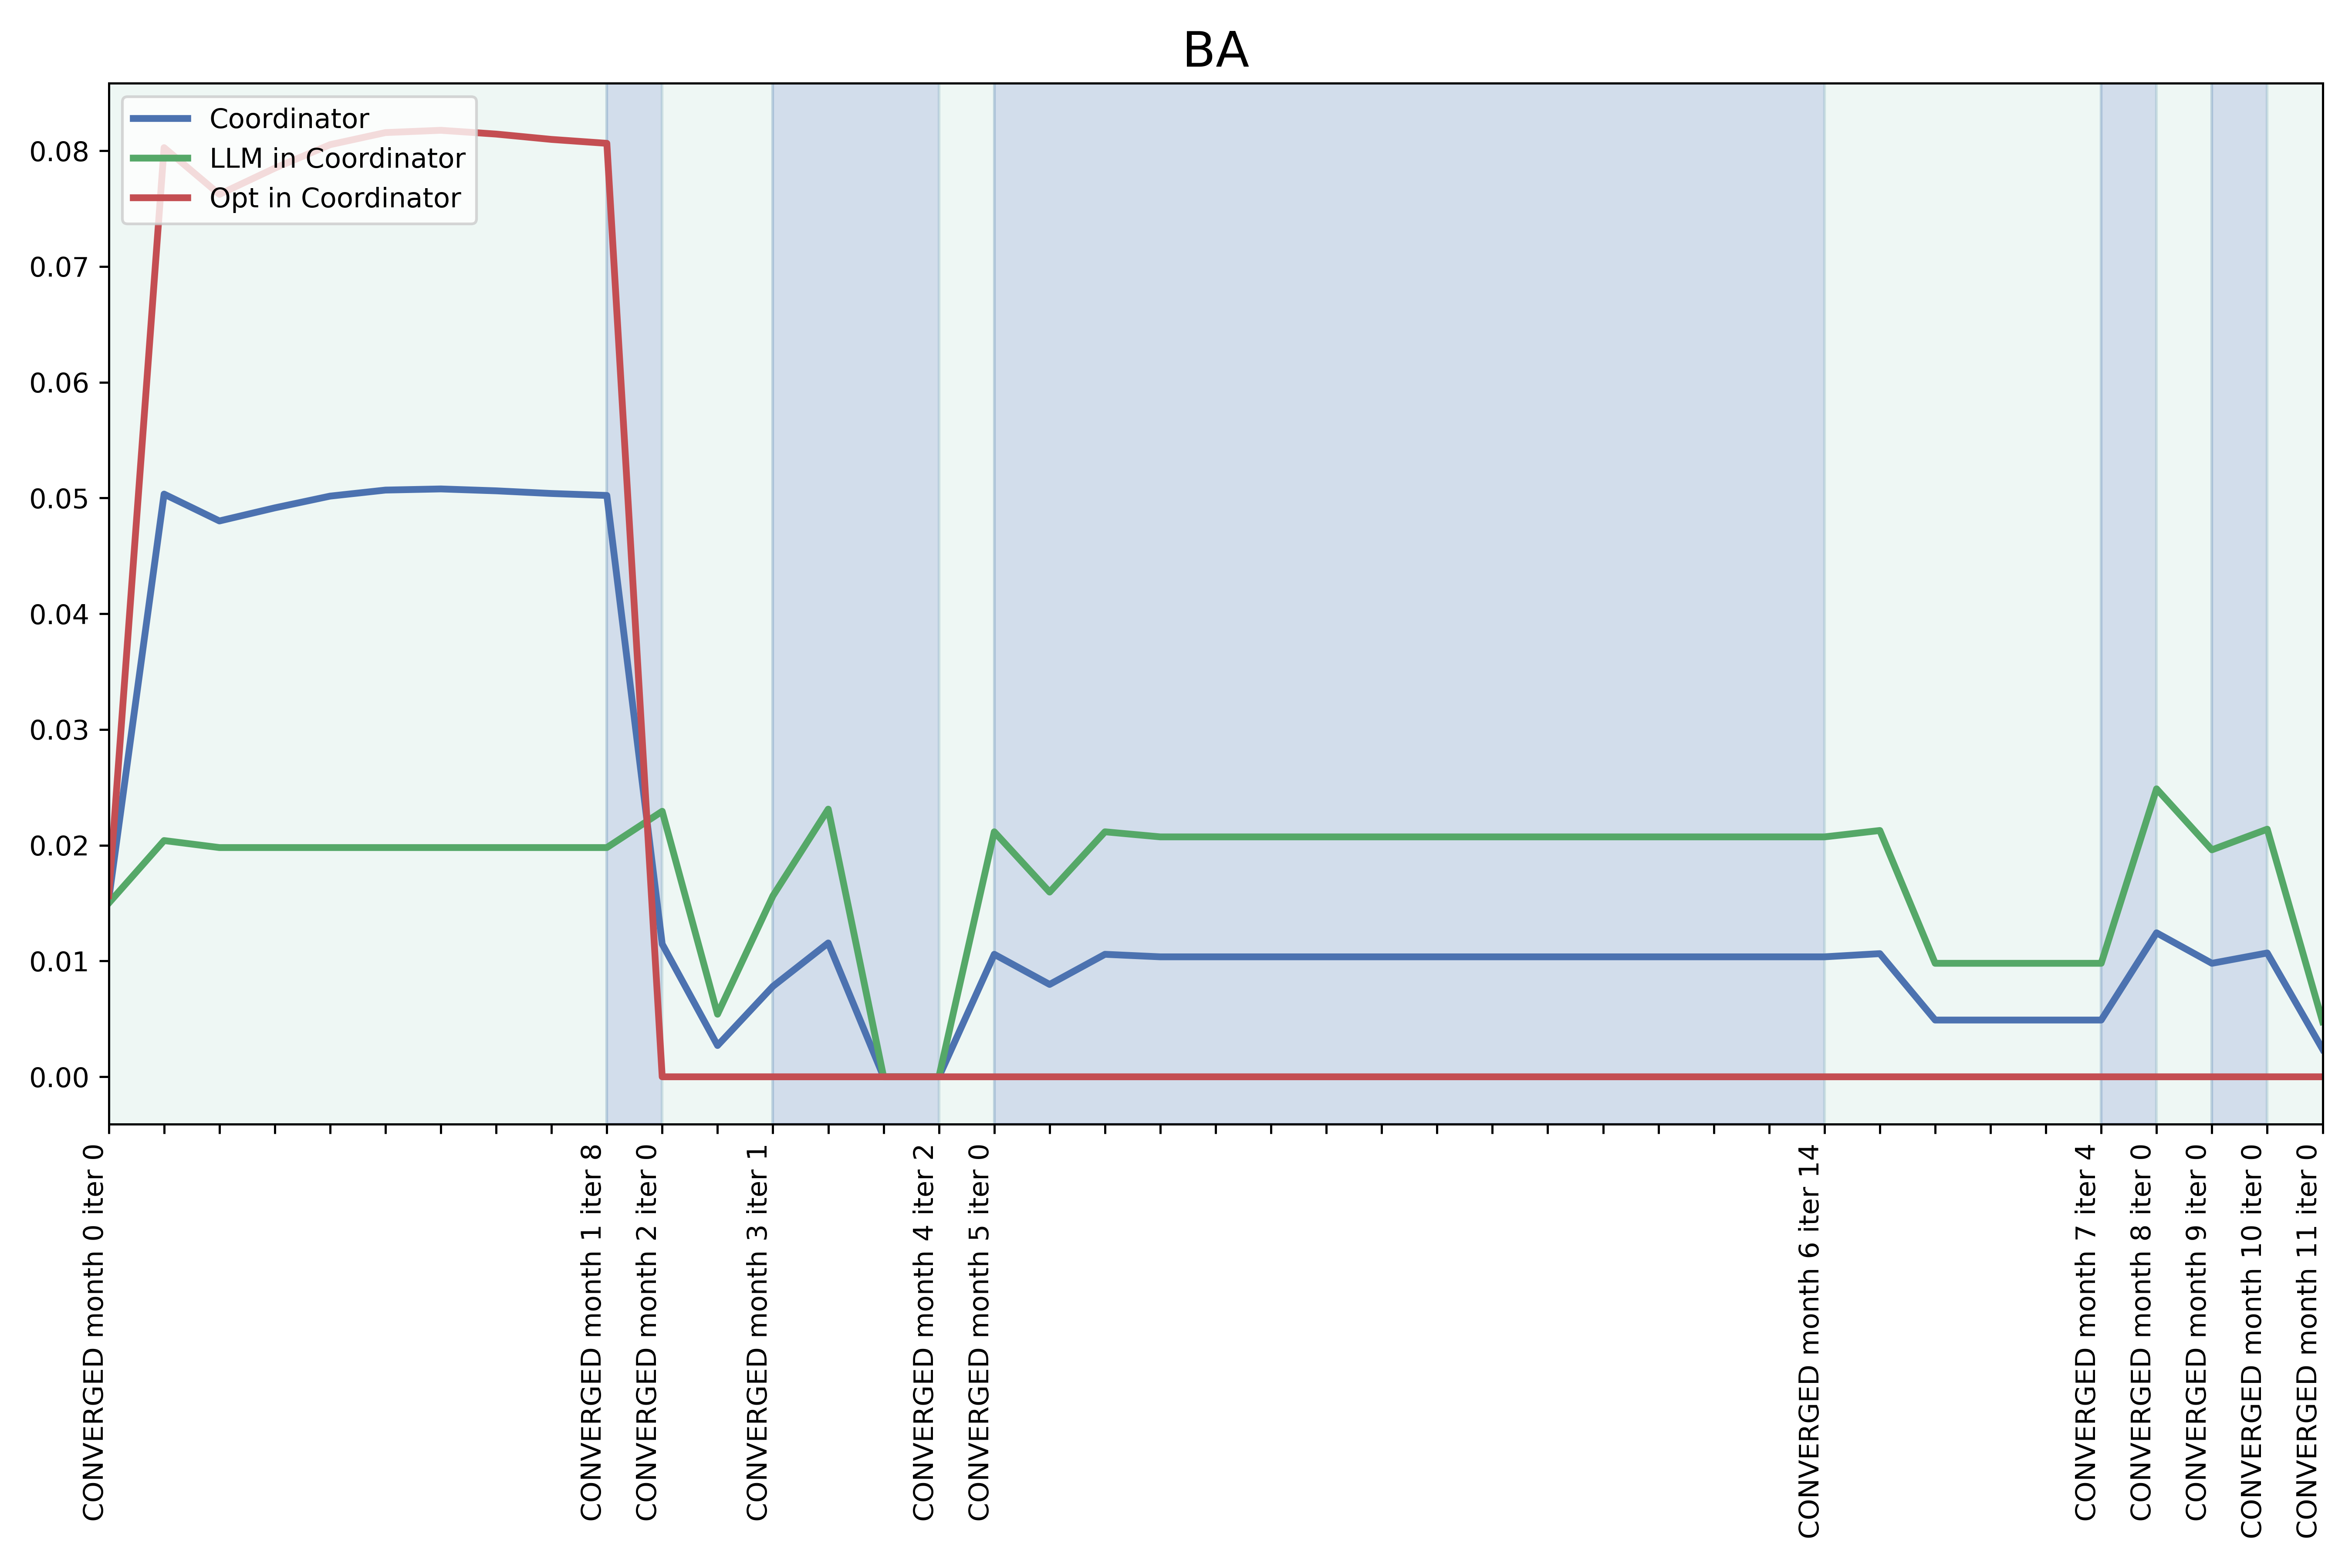 BA
Coordinator
LLM in Coordinator
Opt in Coordinator
0.08
0.07
0.06
0.05
0.04
0.03
0.02
0.01
0.00
CONVERGED month 0 iter 0
CONVERGED month 1 iter 8
CONVERGED month 2 iter 0
CONVERGED month 3 iter 1
CONVERGED month 4 iter 2
CONVERGED month 5 iter 0
CONVERGED month 6 iter 14
CONVERGED month 7 iter 4
CONVERGED month 8 iter 0
CONVERGED month 9 iter 0
CONVERGED month 10 iter 0
CONVERGED month 11 iter 0